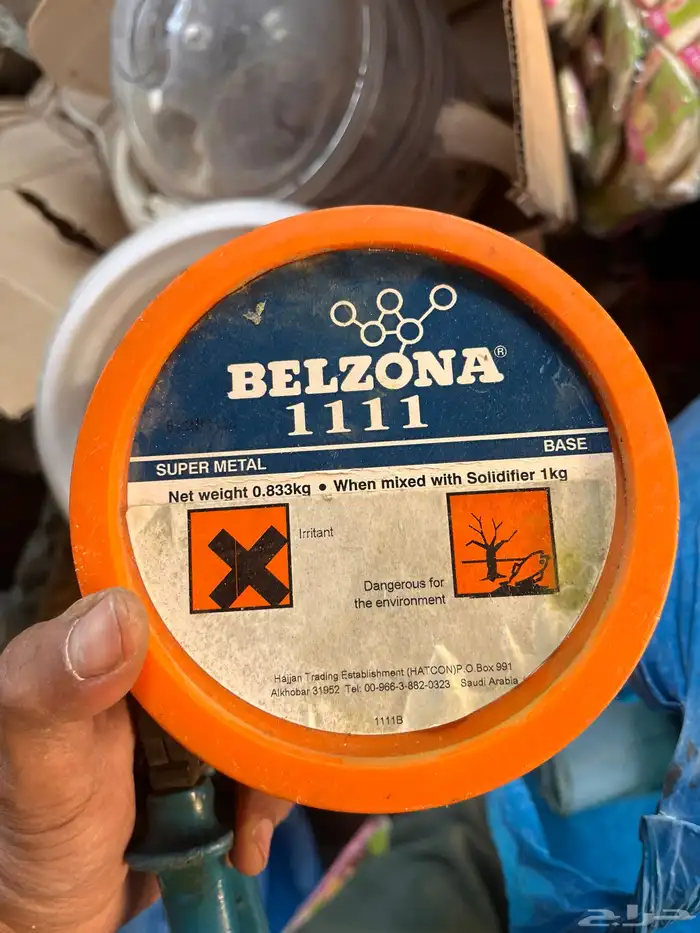 BELZONA®
1111
SUPER METAL BASE
Net weight 0.833kg • When mixed with Solidifier 1kg
Irritant
Dangerous for
the environment
Hajjan Trading Establishment (HATCON)P.O.Box 991
Alkhobar 31952 Tel: 00-966-3-882-0323 Saudi Arabia
1111B
حراج